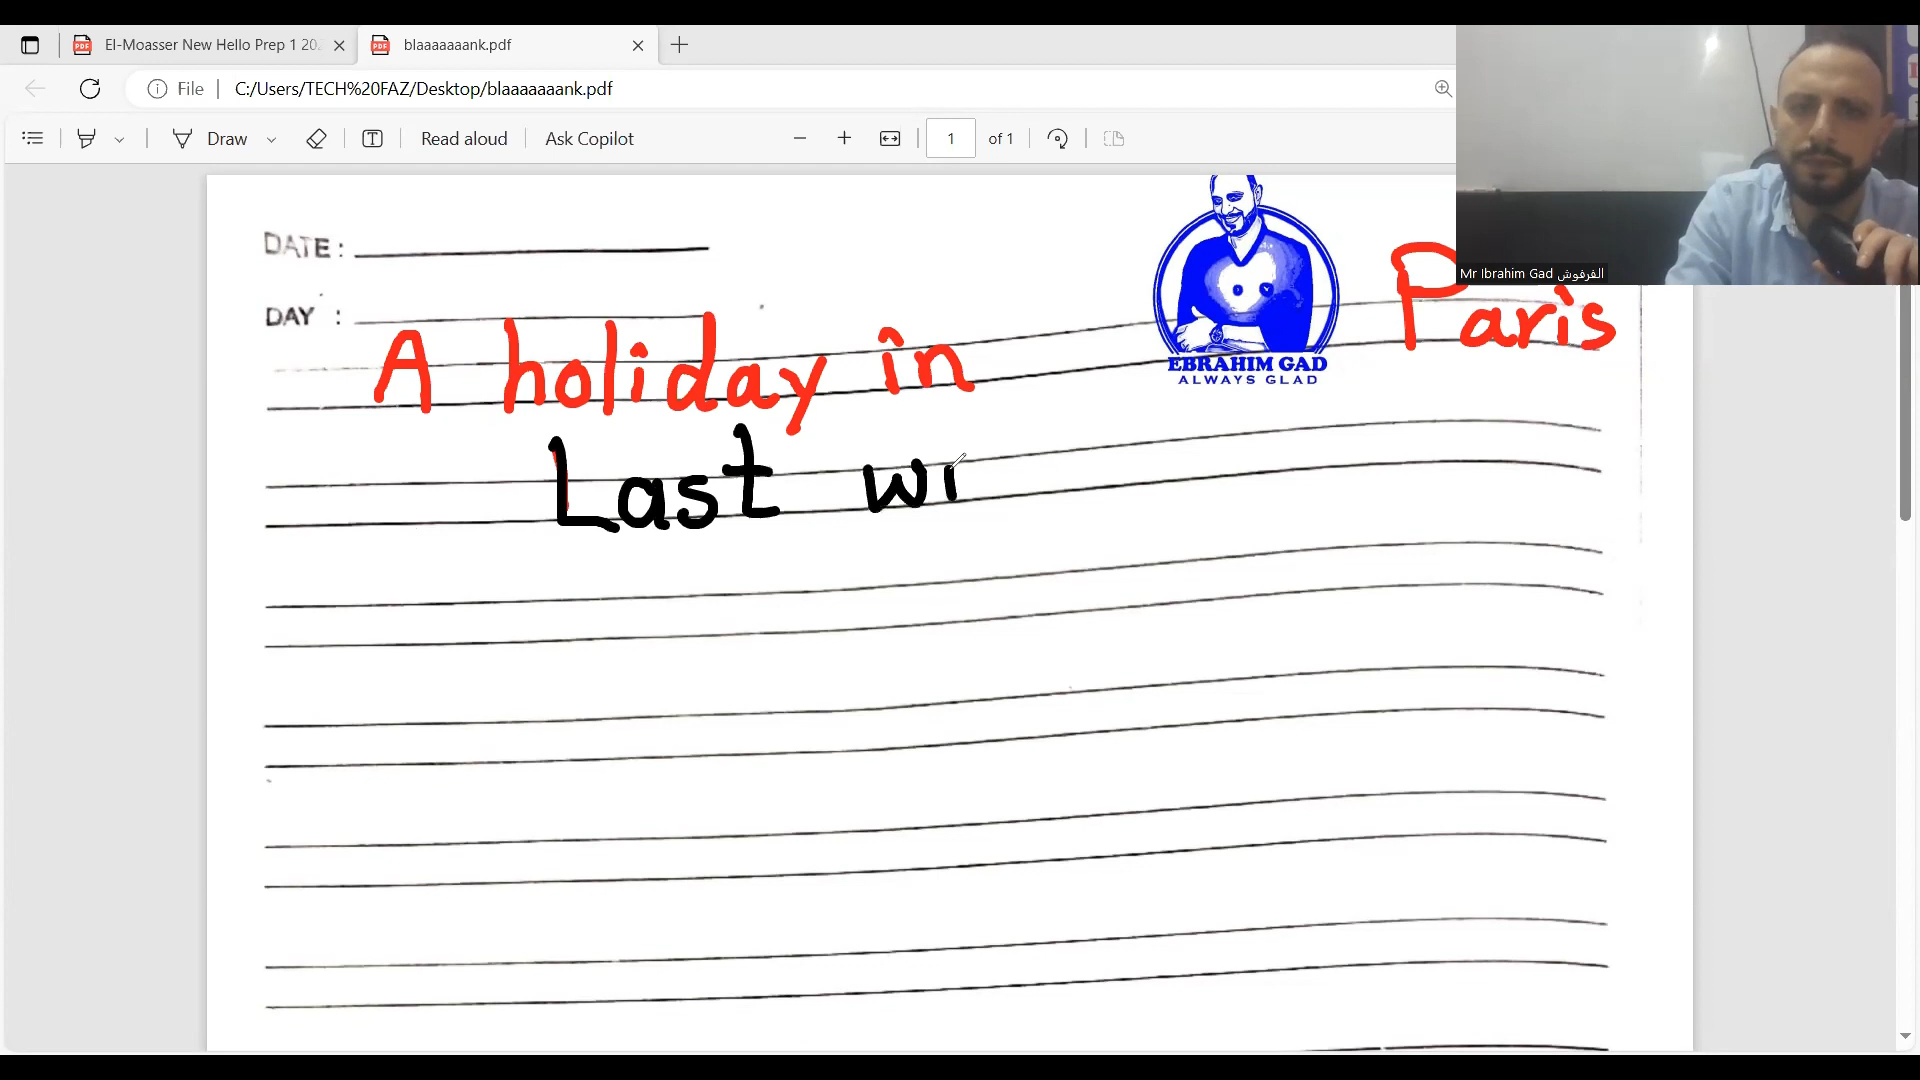 El-Moasser New Hello Prep 1 20
blaaaaaaank.pdf
File
C:/Users/TECH%20FAZ/Desktop/blaaaaaaank.pdf
Draw
Read aloud
Ask Copilot
1 of 1
Mr Ibrahim Gad الفرفوش
DATE :
DAY :
EBRAHIM GAD
ALWAYS GLAD
A holiday in Paris
Last wi